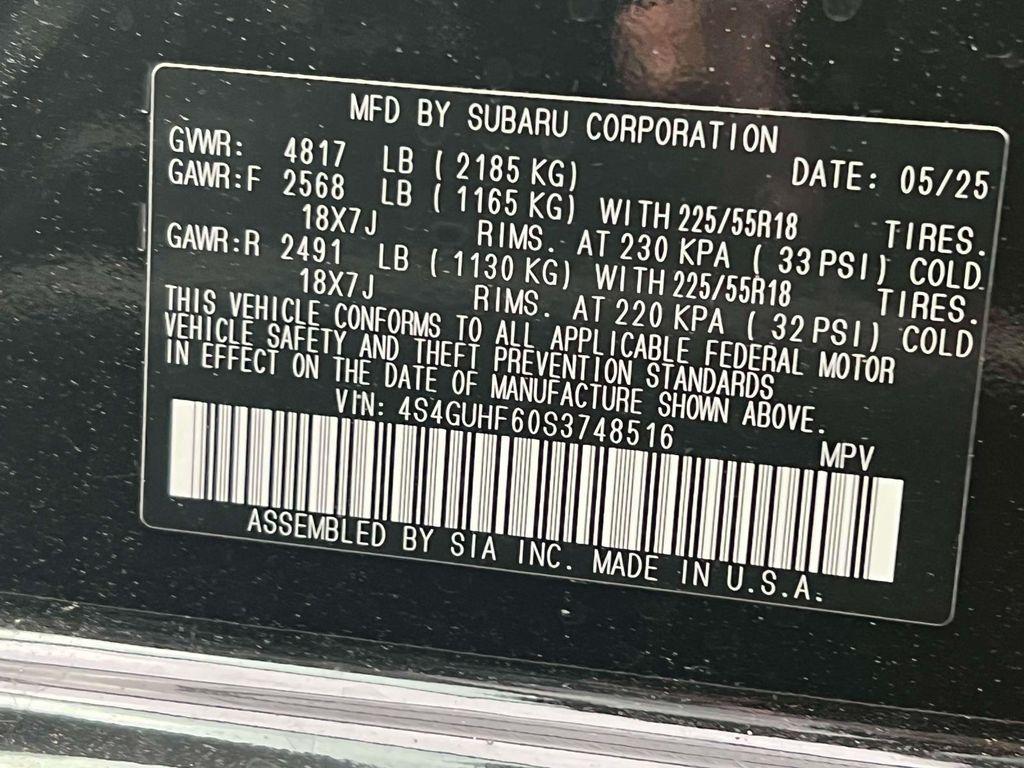 MFD BY SUBARU CORPORATION
GVWR: 4817 LB ( 2185 KG) DATE: 05/25
GAWR:F 2568 LB ( 1165 KG) WITH 225/55R18 TIRES.
18X7J RIMS. AT 230 KPA ( 33 PSI) COLD.
GAWR:R 2491 LB ( 1130 KG) WITH 225/55R18 TIRES.
18X7J RIMS. AT 220 KPA ( 32 PSI) COLD
THIS VEHICLE CONFORMS TO ALL APPLICABLE FEDERAL MOTOR
VEHICLE SAFETY AND THEFT PREVENTION STANDARDS
IN EFFECT ON THE DATE OF MANUFACTURE SHOWN ABOVE.
VIN: 4S4GUHF60S3748516 MPV
ASSEMBLED BY SIA INC. MADE IN U.S.A.